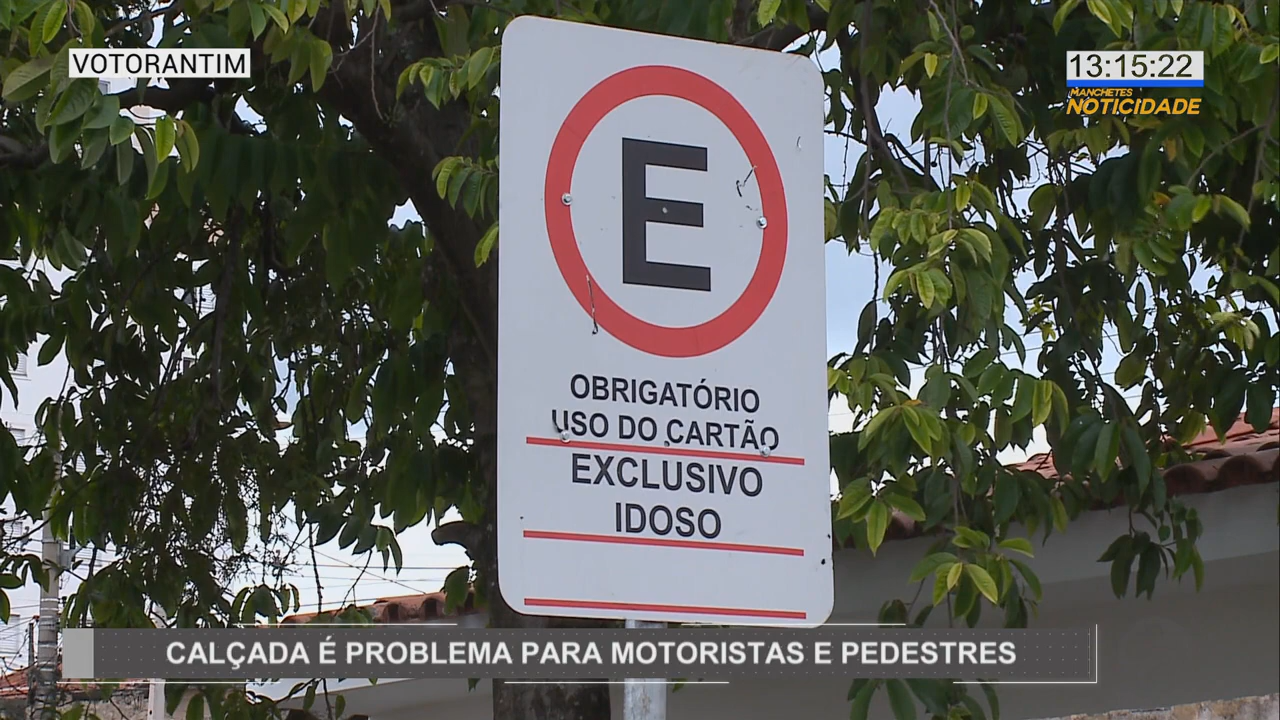 VOTORANTIM
13:15:22
MANCHETES
NOTICIDADE
E
OBRIGATÓRIO
USO DO CARTÃO
EXCLUSIVO
IDOSO
CALÇADA É PROBLEMA PARA MOTORISTAS E PEDESTRES